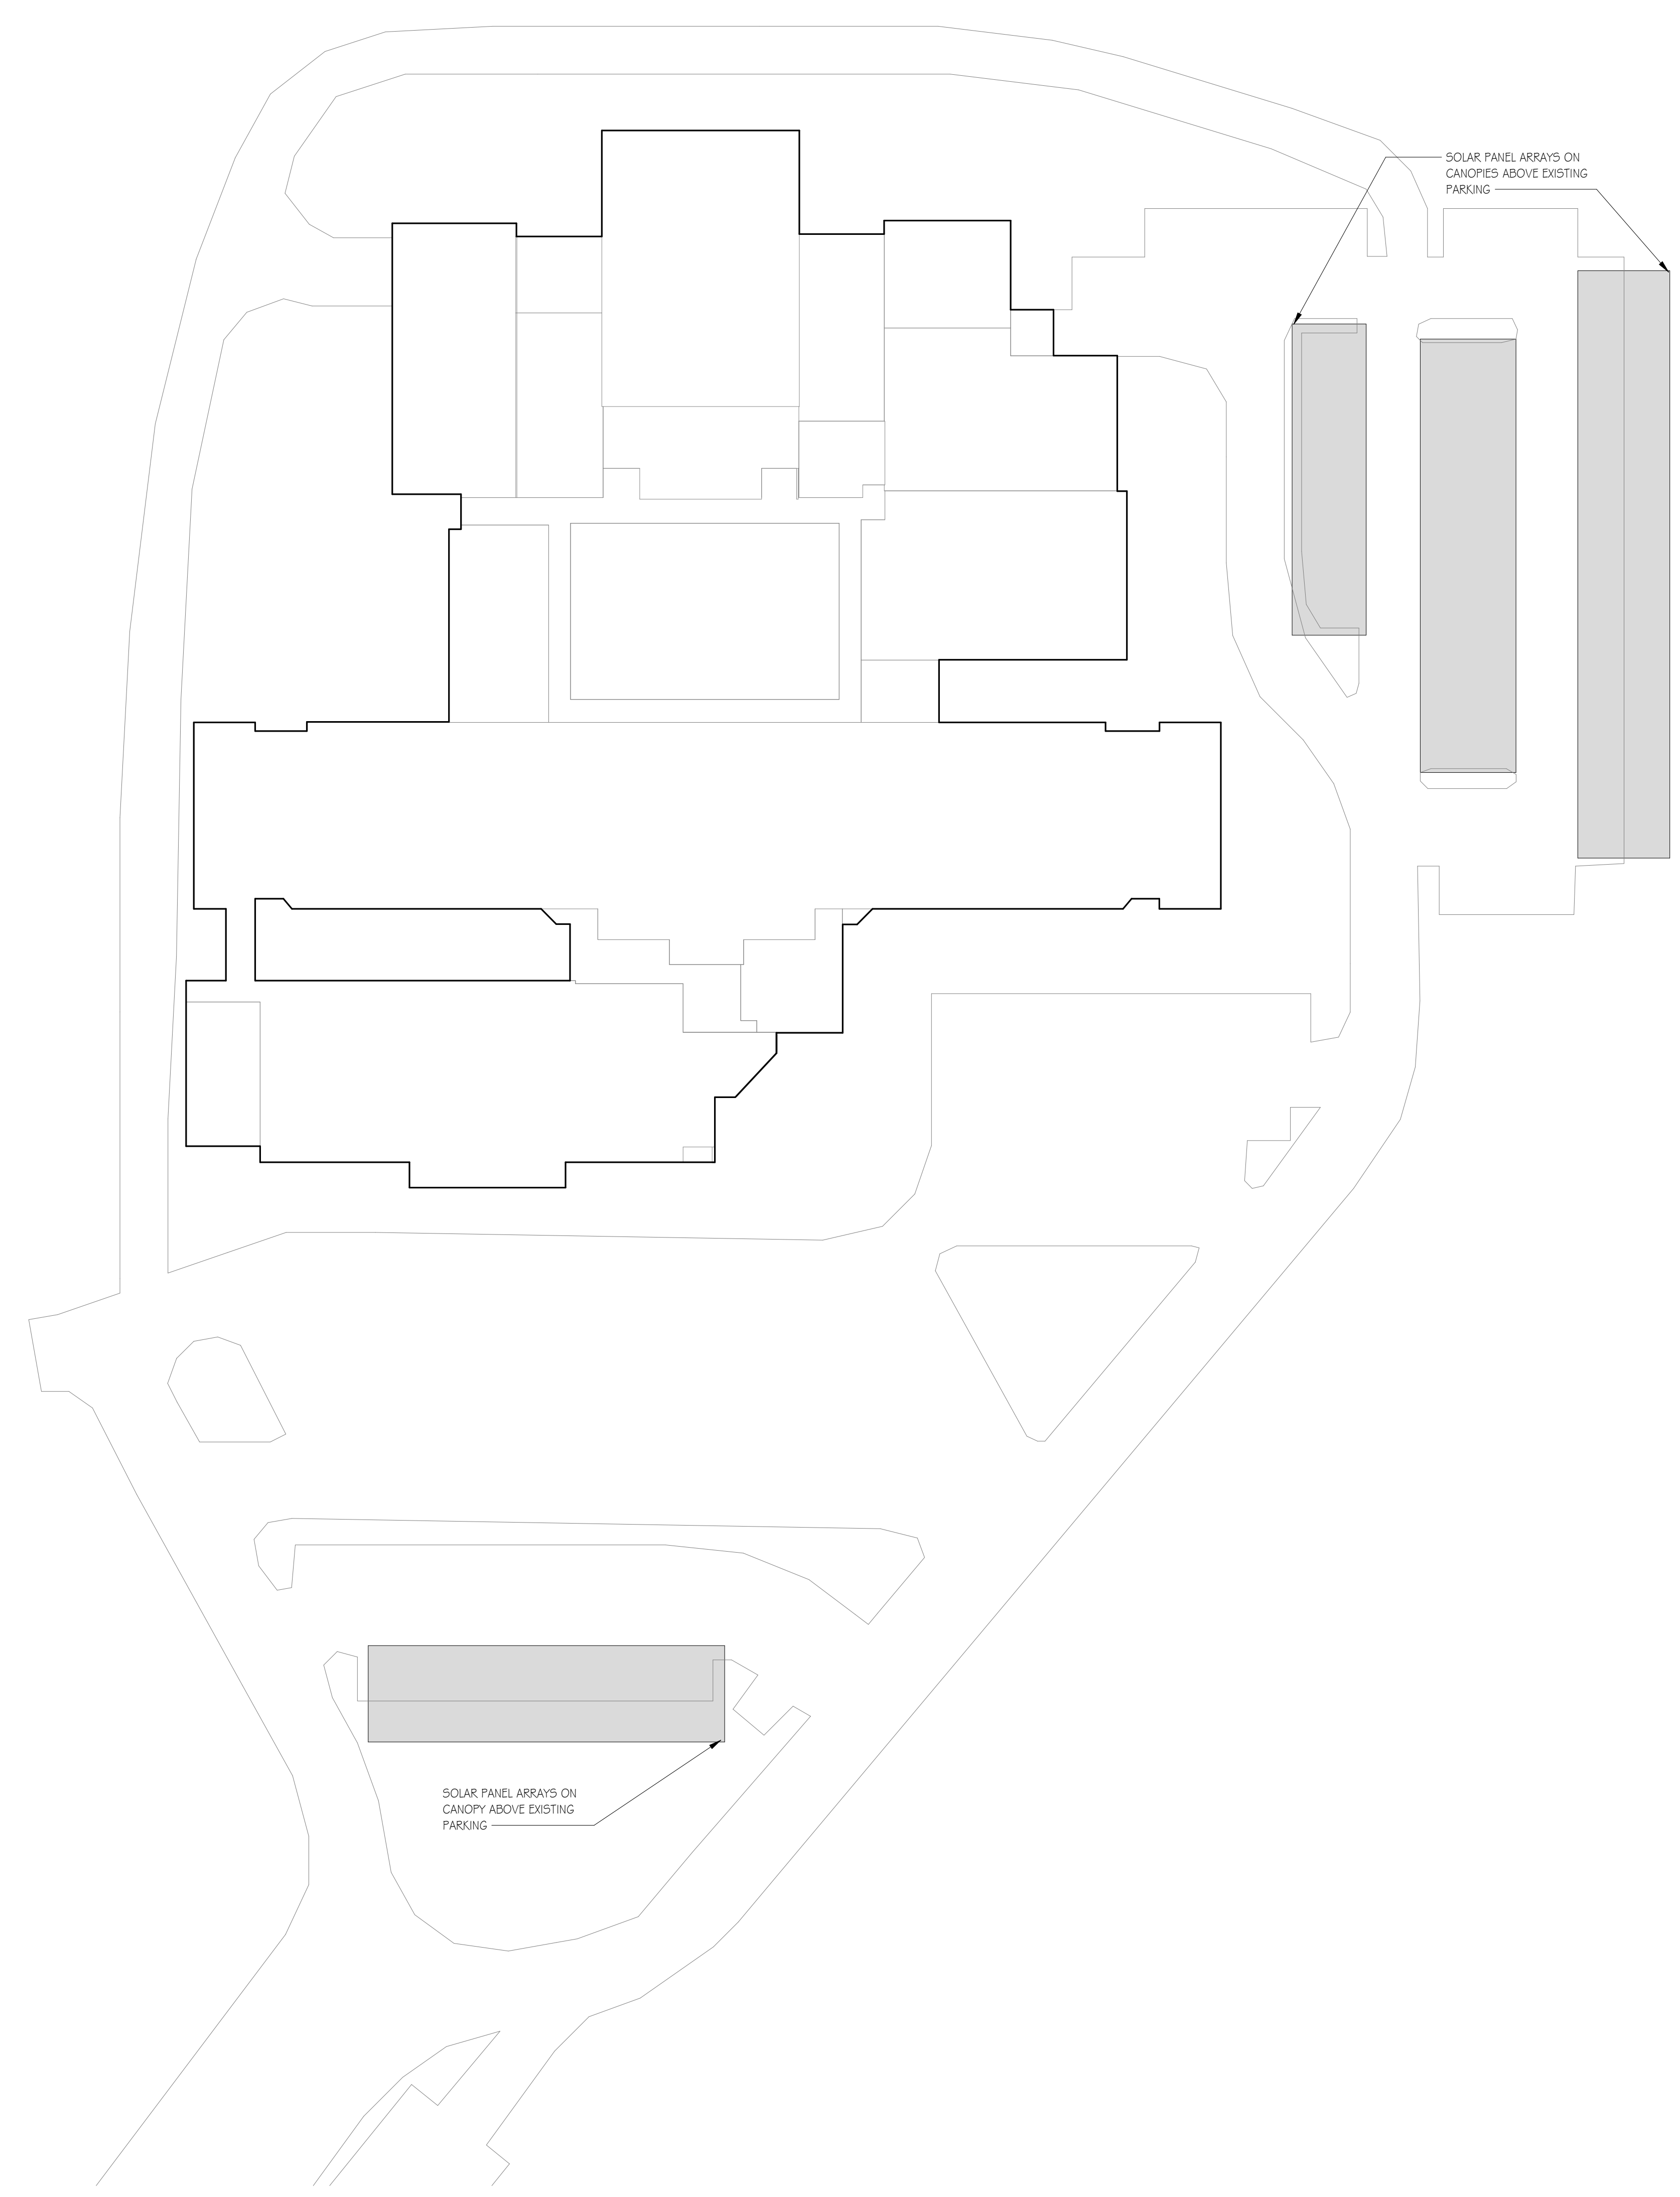 SOLAR PANEL ARRAYS ON
CANOPIES ABOVE EXISTING
PARKING
SOLAR PANEL ARRAYS ON
CANOPY ABOVE EXISTING
PARKING